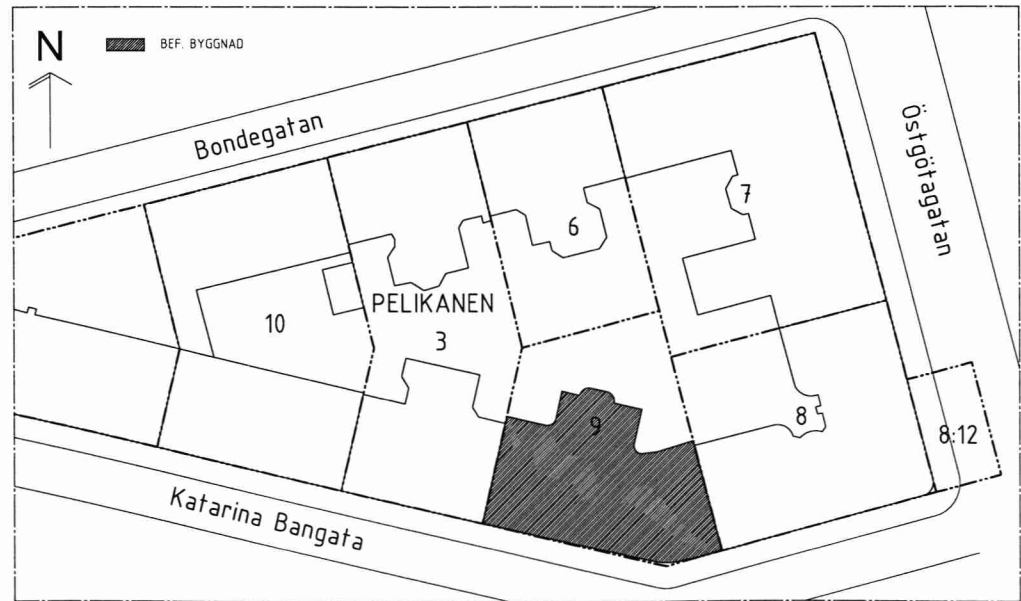 N
BEF. BYGGNAD
Bondegatan
Östgötagatan
7
6
PELIKANEN
10
3
9
8
8:12
Katarina Bangata